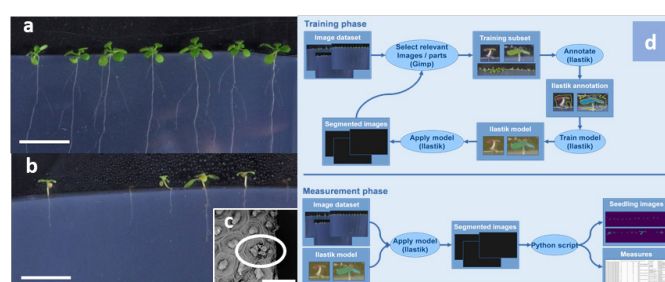 a
b
c
d
Training phase
Image dataset
Select relevant
Images / parts
(Gimp)
Training subset
Annotate
(Ilastik)
Ilastik annotation
Train model
(Ilastik)
Ilastik model
Apply model
(Ilastik)
Segmented images
Measurement phase
Image dataset
Ilastik model
Apply model
(Ilastik)
Segmented images
Python script
Seedling images
Measures